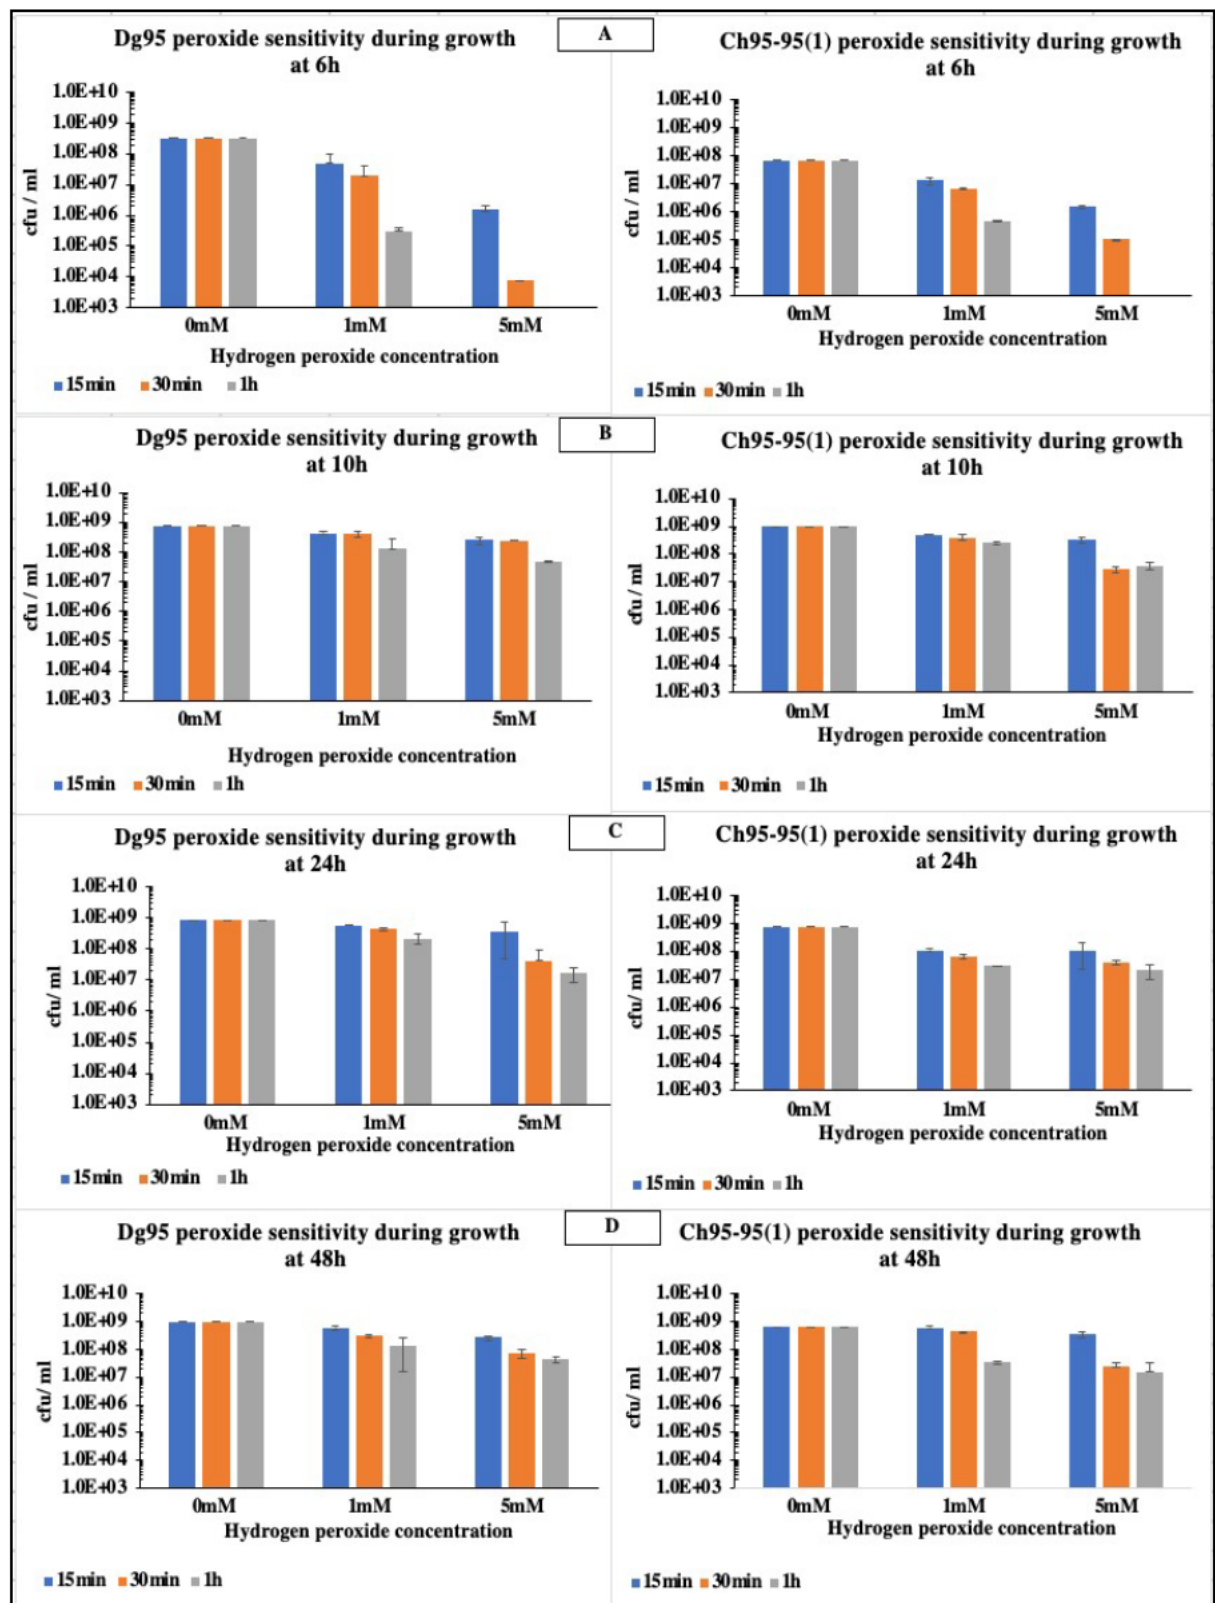 A
Dg95 peroxide sensitivity during growth
at 6h
1.0E+10
1.0E+09
1.0E+08
1.0E+07
1.0E+06
1.0E+05
1.0E+04
1.0E+03
cfu / ml
0mM 1mM 5mM
Hydrogen peroxide concentration
15min 30min 1h
Ch95-95(1) peroxide sensitivity during growth
at 6h
1.0E+10
1.0E+09
1.0E+08
1.0E+07
1.0E+06
1.0E+05
1.0E+04
1.0E+03
cfu / ml
0mM 1mM 5mM
Hydrogen peroxide concentration
15min 30min 1h
B
Dg95 peroxide sensitivity during growth
at 10h
1.0E+10
1.0E+09
1.0E+08
1.0E+07
1.0E+06
1.0E+05
1.0E+04
1.0E+03
cfu / ml
0mM 1mM 5mM
Hydrogen peroxide concentration
15min 30min 1h
Ch95-95(1) peroxide sensitivity during growth
at 10h
1.0E+10
1.0E+09
1.0E+08
1.0E+07
1.0E+06
1.0E+05
1.0E+04
1.0E+03
cfu / ml
0mM 1mM 5mM
Hydrogen peroxide concentration
15min 30min 1h
C
Dg95 peroxide sensitivity during growth
at 24h
1.0E+10
1.0E+09
1.0E+08
1.0E+07
1.0E+06
1.0E+05
1.0E+04
1.0E+03
cfu/ ml
0mM 1mM 5mM
Hydrogen peroxide concentration
15min 30min 1h
Ch95-95(1) peroxide sensitivity during growth
at 24h
1.0E+10
1.0E+09
1.0E+08
1.0E+07
1.0E+06
1.0E+05
1.0E+04
1.0E+03
cfu/ ml
0mM 1mM 5mM
Hydrogen peroxide concentration
15min 30min 1h
D
Dg95 peroxide sensitivity during growth
at 48h
1.0E+10
1.0E+09
1.0E+08
1.0E+07
1.0E+06
1.0E+05
1.0E+04
1.0E+03
cfu/ ml
0mM 1mM 5mM
Hydrogen peroxide concentration
15min 30min 1h
Ch95-95(1) peroxide sensitivity during growth
at 48h
1.0E+10
1.0E+09
1.0E+08
1.0E+07
1.0E+06
1.0E+05
1.0E+04
1.0E+03
cfu/ ml
0mM 1mM 5mM
Hydrogen peroxide concentration
15min 30min 1h